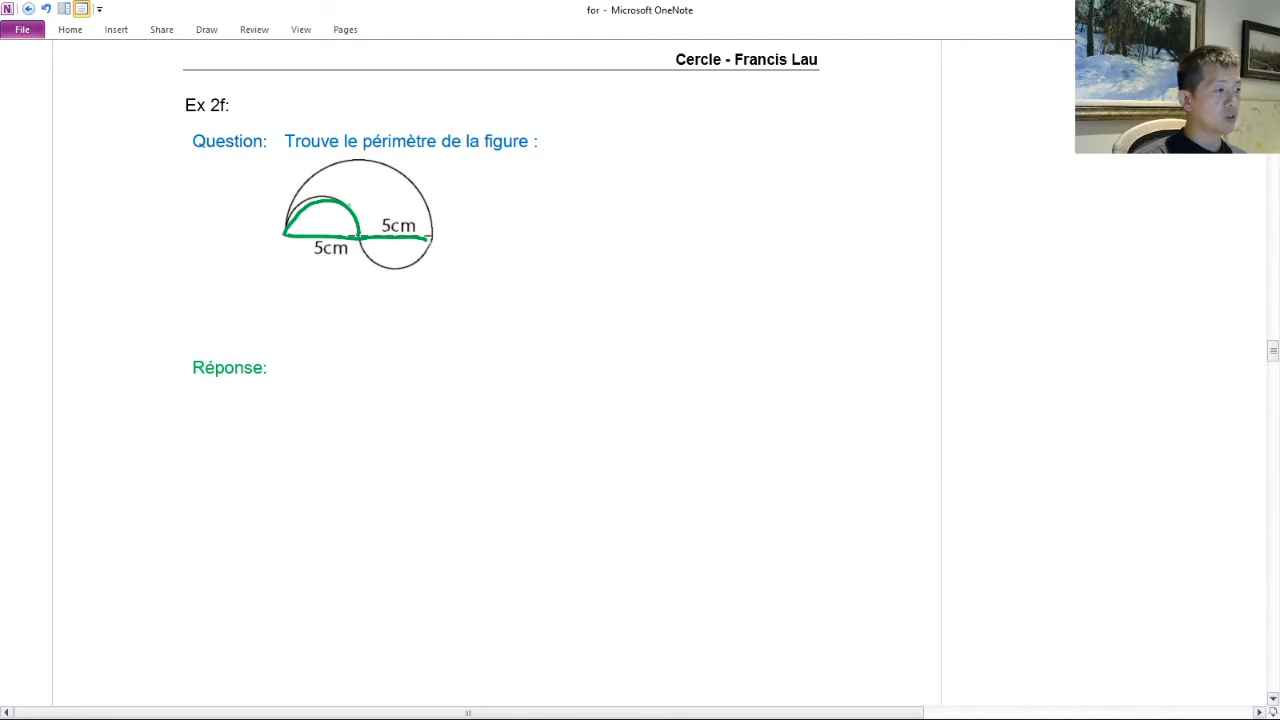 for - Microsoft OneNote
File Home Insert Share Draw Review View Pages
Cercle - Francis Lau
Ex 2f:
Question: Trouve le périmètre de la figure :
5cm
5cm
Réponse: